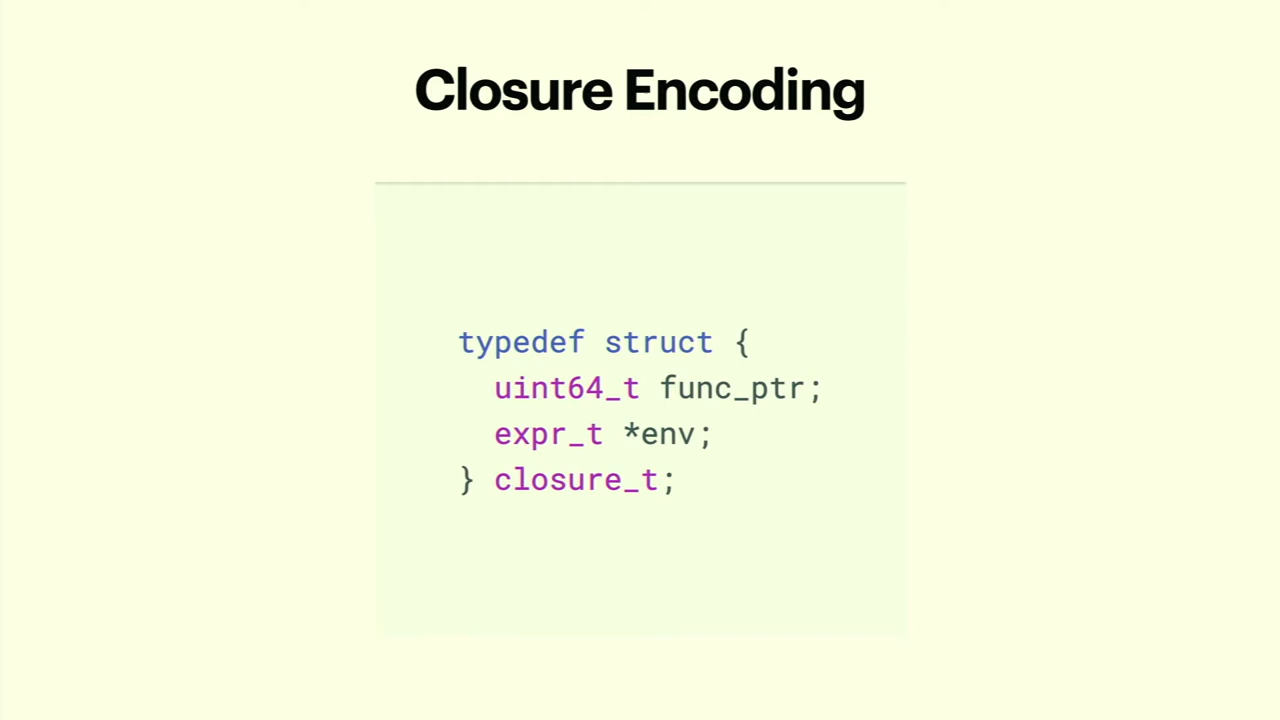 Closure Encoding
typedef struct {
  uint64_t func_ptr;
  expr_t *env;
} closure_t;